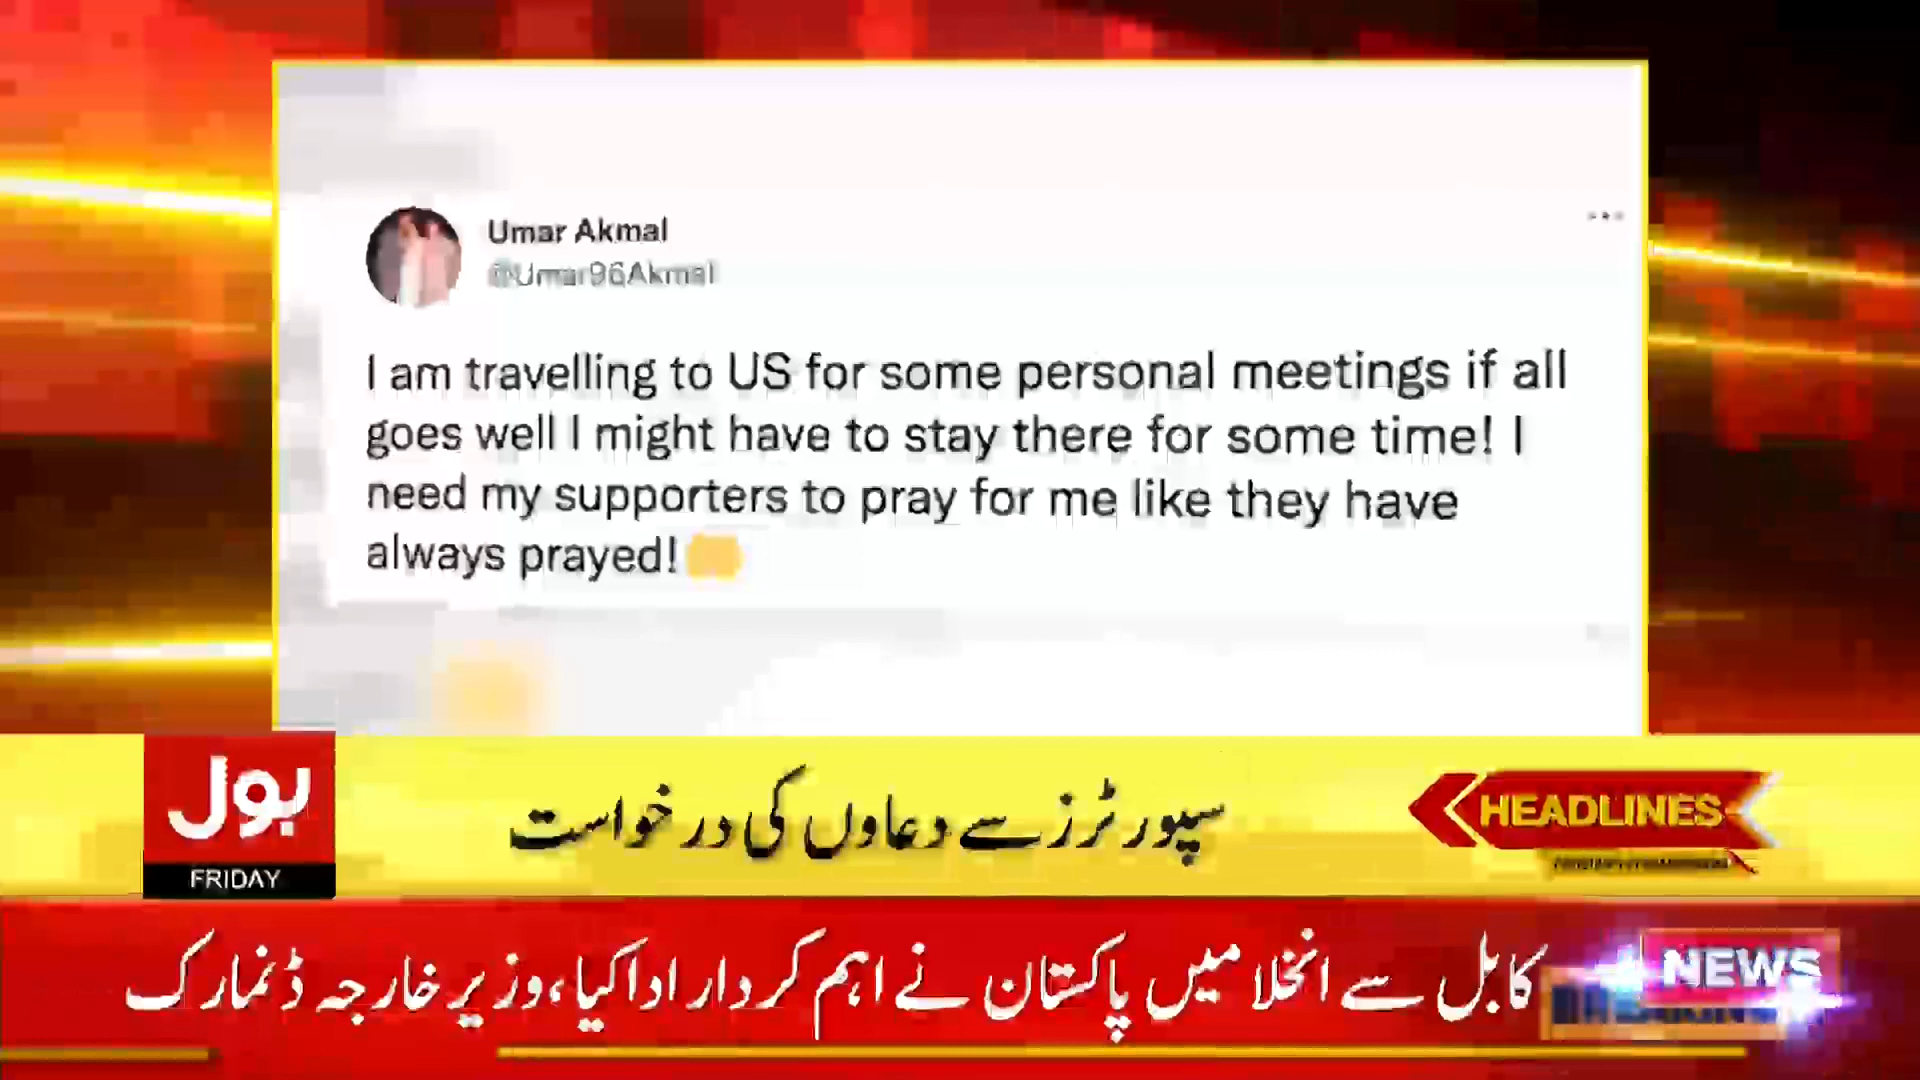 Umar Akmal
@Umar96Akmal
I am travelling to US for some personal meetings if all
goes well I might have to stay there for some time! I
need my supporters to pray for me like they have
always prayed!
بول
FRIDAY
سپورٹرز سے دعاوں کی درخواست
HEADLINES
کابل سے انخلا میں پاکستان نے اہم کردار ادا کیا، وزیر خارجہ ڈنمارک
NEWS